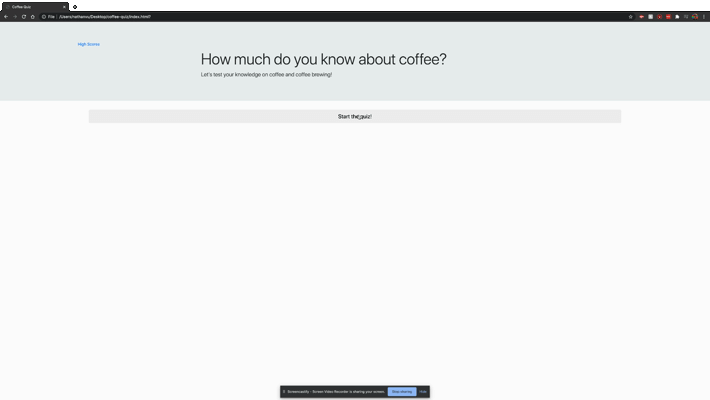 Coffee Quiz
File /Users/nathanvu/Desktop/coffee-quiz/index.html?
High Scores
How much do you know about coffee?
Let's test your knowledge on coffee and coffee brewing!
Start the quiz!
Screencastify - Screen Video Recorder is sharing your screen. Stop sharing Hide